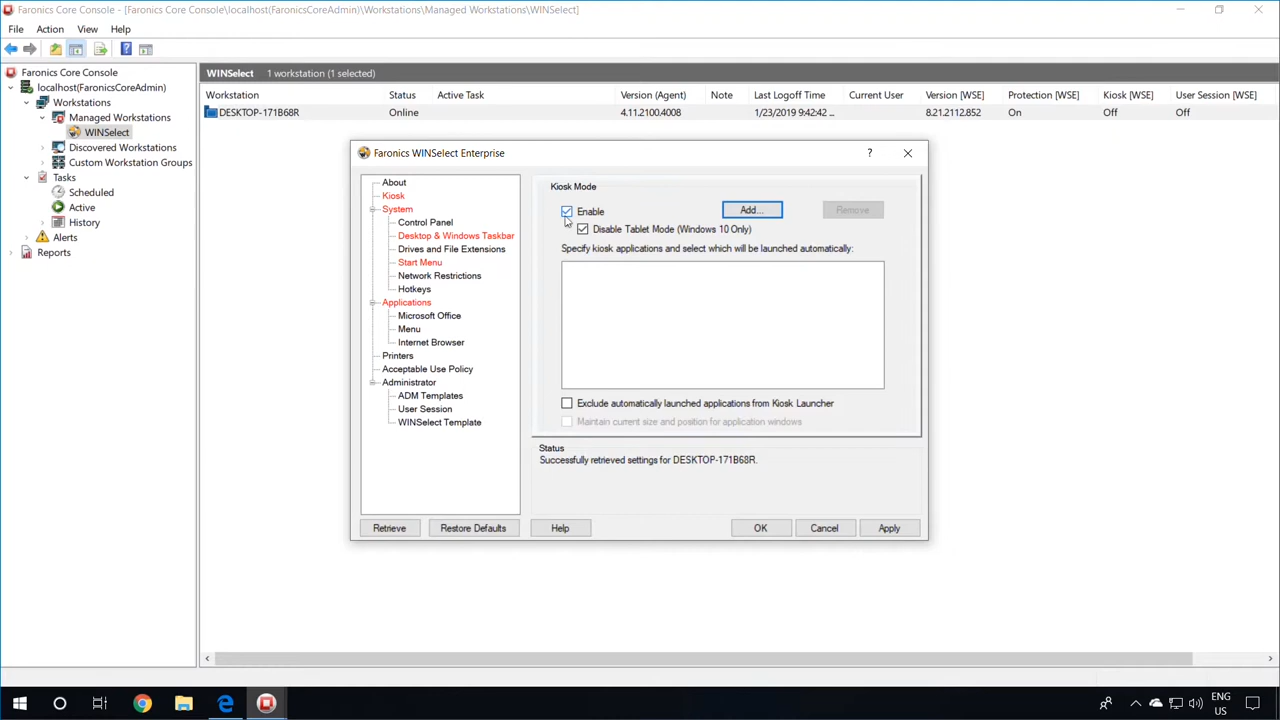 Faronics Core Console - [Faronics Core Console\localhost(FaronicsCoreAdmin)\Workstations\Managed Workstations\WINSelect]
File Action View Help
Faronics Core Console
localhost(FaronicsCoreAdmin)
Workstations
Managed Workstations
WINSelect
Discovered Workstations
Custom Workstation Groups
Tasks
Scheduled
Active
History
Alerts
Reports
WINSelect 1 workstation (1 selected)
Workstation Status Active Task Version (Agent) Note Last Logoff Time Current User Version [WSE] Protection [WSE] Kiosk [WSE] User Session [WSE]
DESKTOP-171B68R Online 4.11.2100.4008 1/23/2019 9:42:42 ... 8.21.2112.852 On Off Off
Faronics WINSelect Enterprise
About
Kiosk
System
Control Panel
Desktop & Windows Taskbar
Drives and File Extensions
Start Menu
Network Restrictions
Hotkeys
Applications
Microsoft Office
Menu
Internet Browser
Printers
Acceptable Use Policy
Administrator
ADM Templates
User Session
WINSelect Template
Kiosk Mode
Enable Add... Remove
Disable Tablet Mode (Windows 10 Only)
Specify kiosk applications and select which will be launched automatically:
Exclude automatically launched applications from Kiosk Launcher
Maintain current size and position for application windows
Status
Successfully retrieved settings for DESKTOP-171B68R.
Retrieve Restore Defaults Help OK Cancel Apply
ENG
US